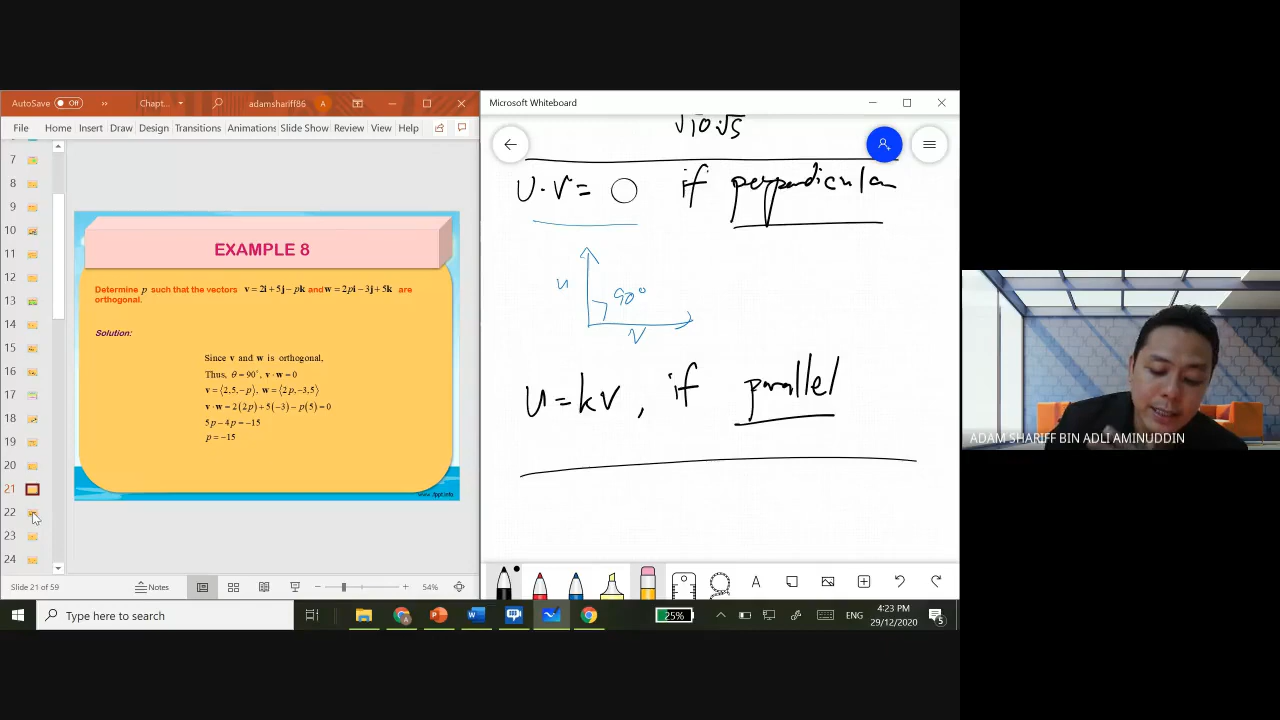 AutoSave Off Chapt... adamshariff86 A
File Home Insert Draw Design Transitions Animations Slide Show Review View Help
7
8
9
10
11
12
13
14
15
16
17
18
19
20
21
22
23
24
EXAMPLE 8
Determine p such that the vectors v = 2i + 5j − pk and w = 2pi − 3j + 5k are
orthogonal.
Solution:
Since v and w is orthogonal,
Thus, θ = 90°, v · w = 0
v = ⟨2,5,−p⟩, w = ⟨2p,−3,5⟩
v · w = 2(2p) + 5(−3) − p(5) = 0
5p − 4p = −15
p = −15
Slide 21 of 59 Notes 54%
Microsoft Whiteboard
√10 √5
u · v = 0 if perpendicular
u 90°
v
u = kv, if parallel
ADAM SHARIFF BIN ADLI AMINUDDIN
Type here to search
25%
ENG
4:23 PM
29/12/2020
5